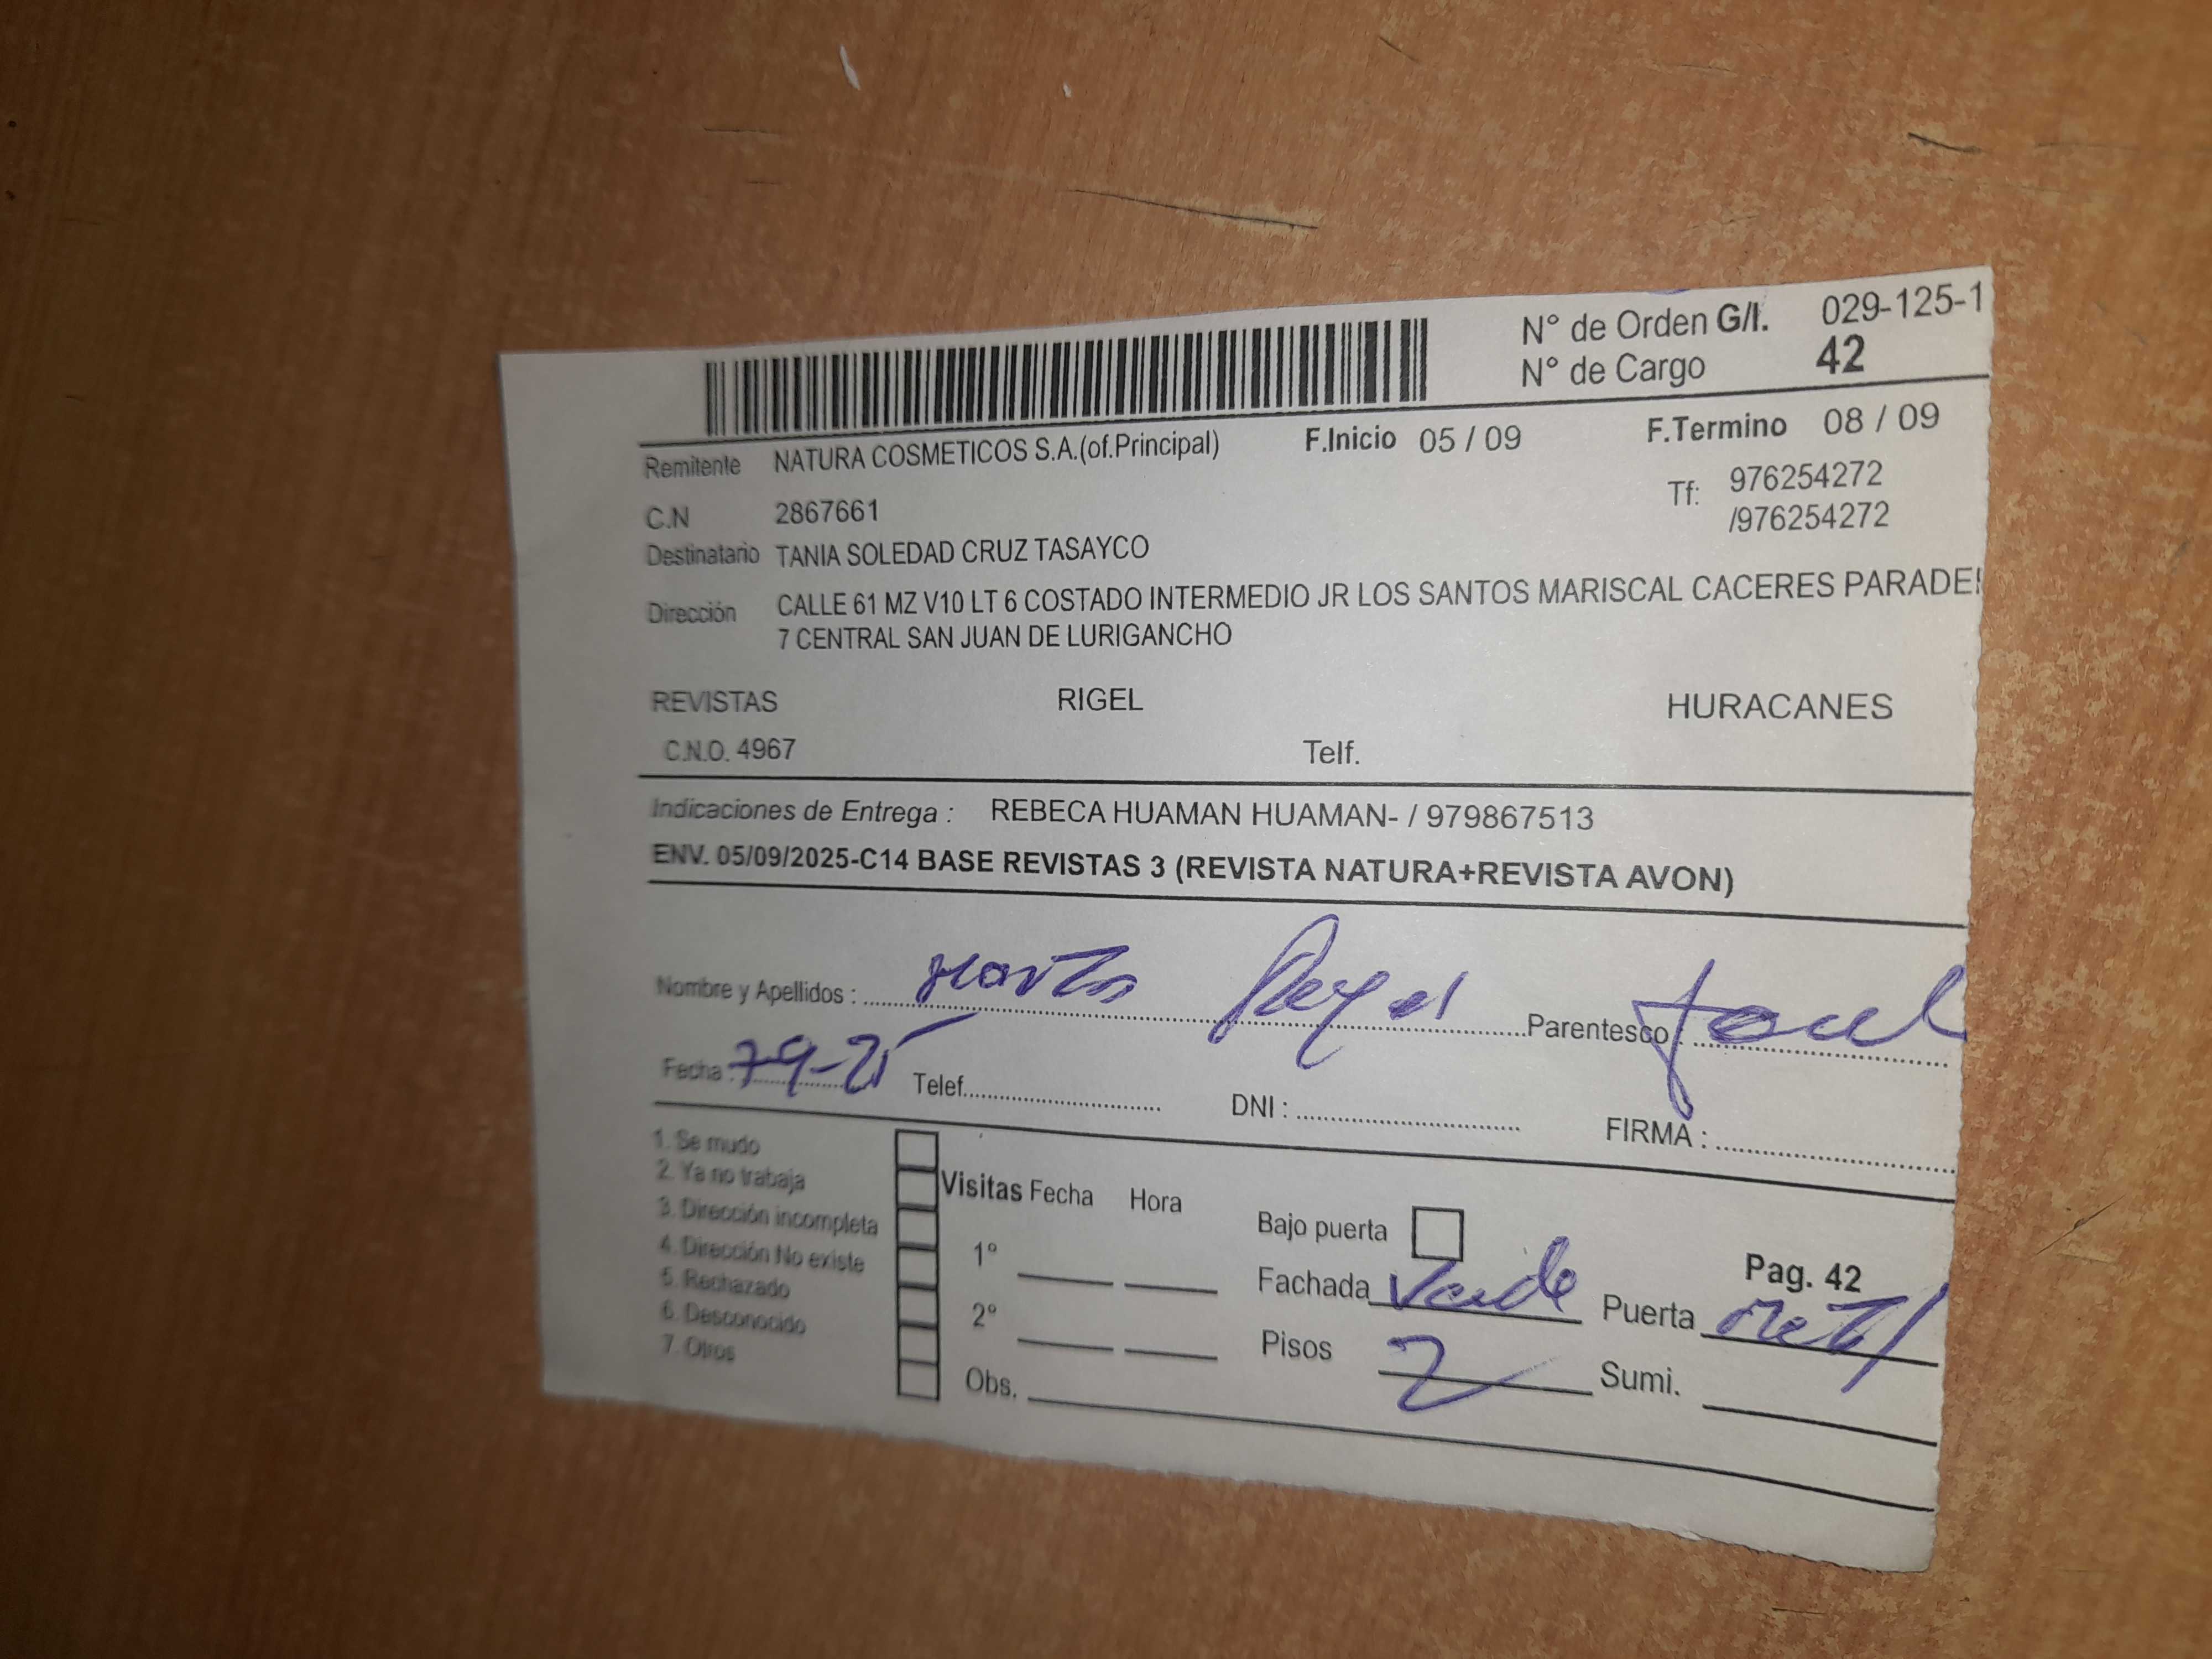 N° de Orden G/I. 029-125-1
N° de Cargo 42
Remitente NATURA COSMETICOS S.A.(of.Principal) F.Inicio 05 / 09 F.Termino 08 / 09
C.N 2867661 Tf: 976254272
/976254272
Destinatario TANIA SOLEDAD CRUZ TASAYCO
Dirección CALLE 61 MZ V10 LT 6 COSTADO INTERMEDIO JR LOS SANTOS MARISCAL CACERES PARADE
7 CENTRAL SAN JUAN DE LURIGANCHO
REVISTAS RIGEL HURACANES
C.N.O. 4967 Telf.
Indicaciones de Entrega : REBECA HUAMAN HUAMAN- / 979867513
ENV. 05/09/2025-C14 BASE REVISTAS 3 (REVISTA NATURA+REVISTA AVON)
Nombre y Apellidos : Parentesco :
Fecha : 7-9-25 Telef. DNI : FIRMA :
1. Se mudo
2. Ya no trabaja
3. Dirección incompleta
4. Dirección No existe
5. Rechazado
6. Desconocido
7. Otros
Visitas Fecha Hora
1°
2°
Obs.
Bajo puerta
Pag. 42
Fachada Verde Puerta Metal
Pisos 2 Sumi.